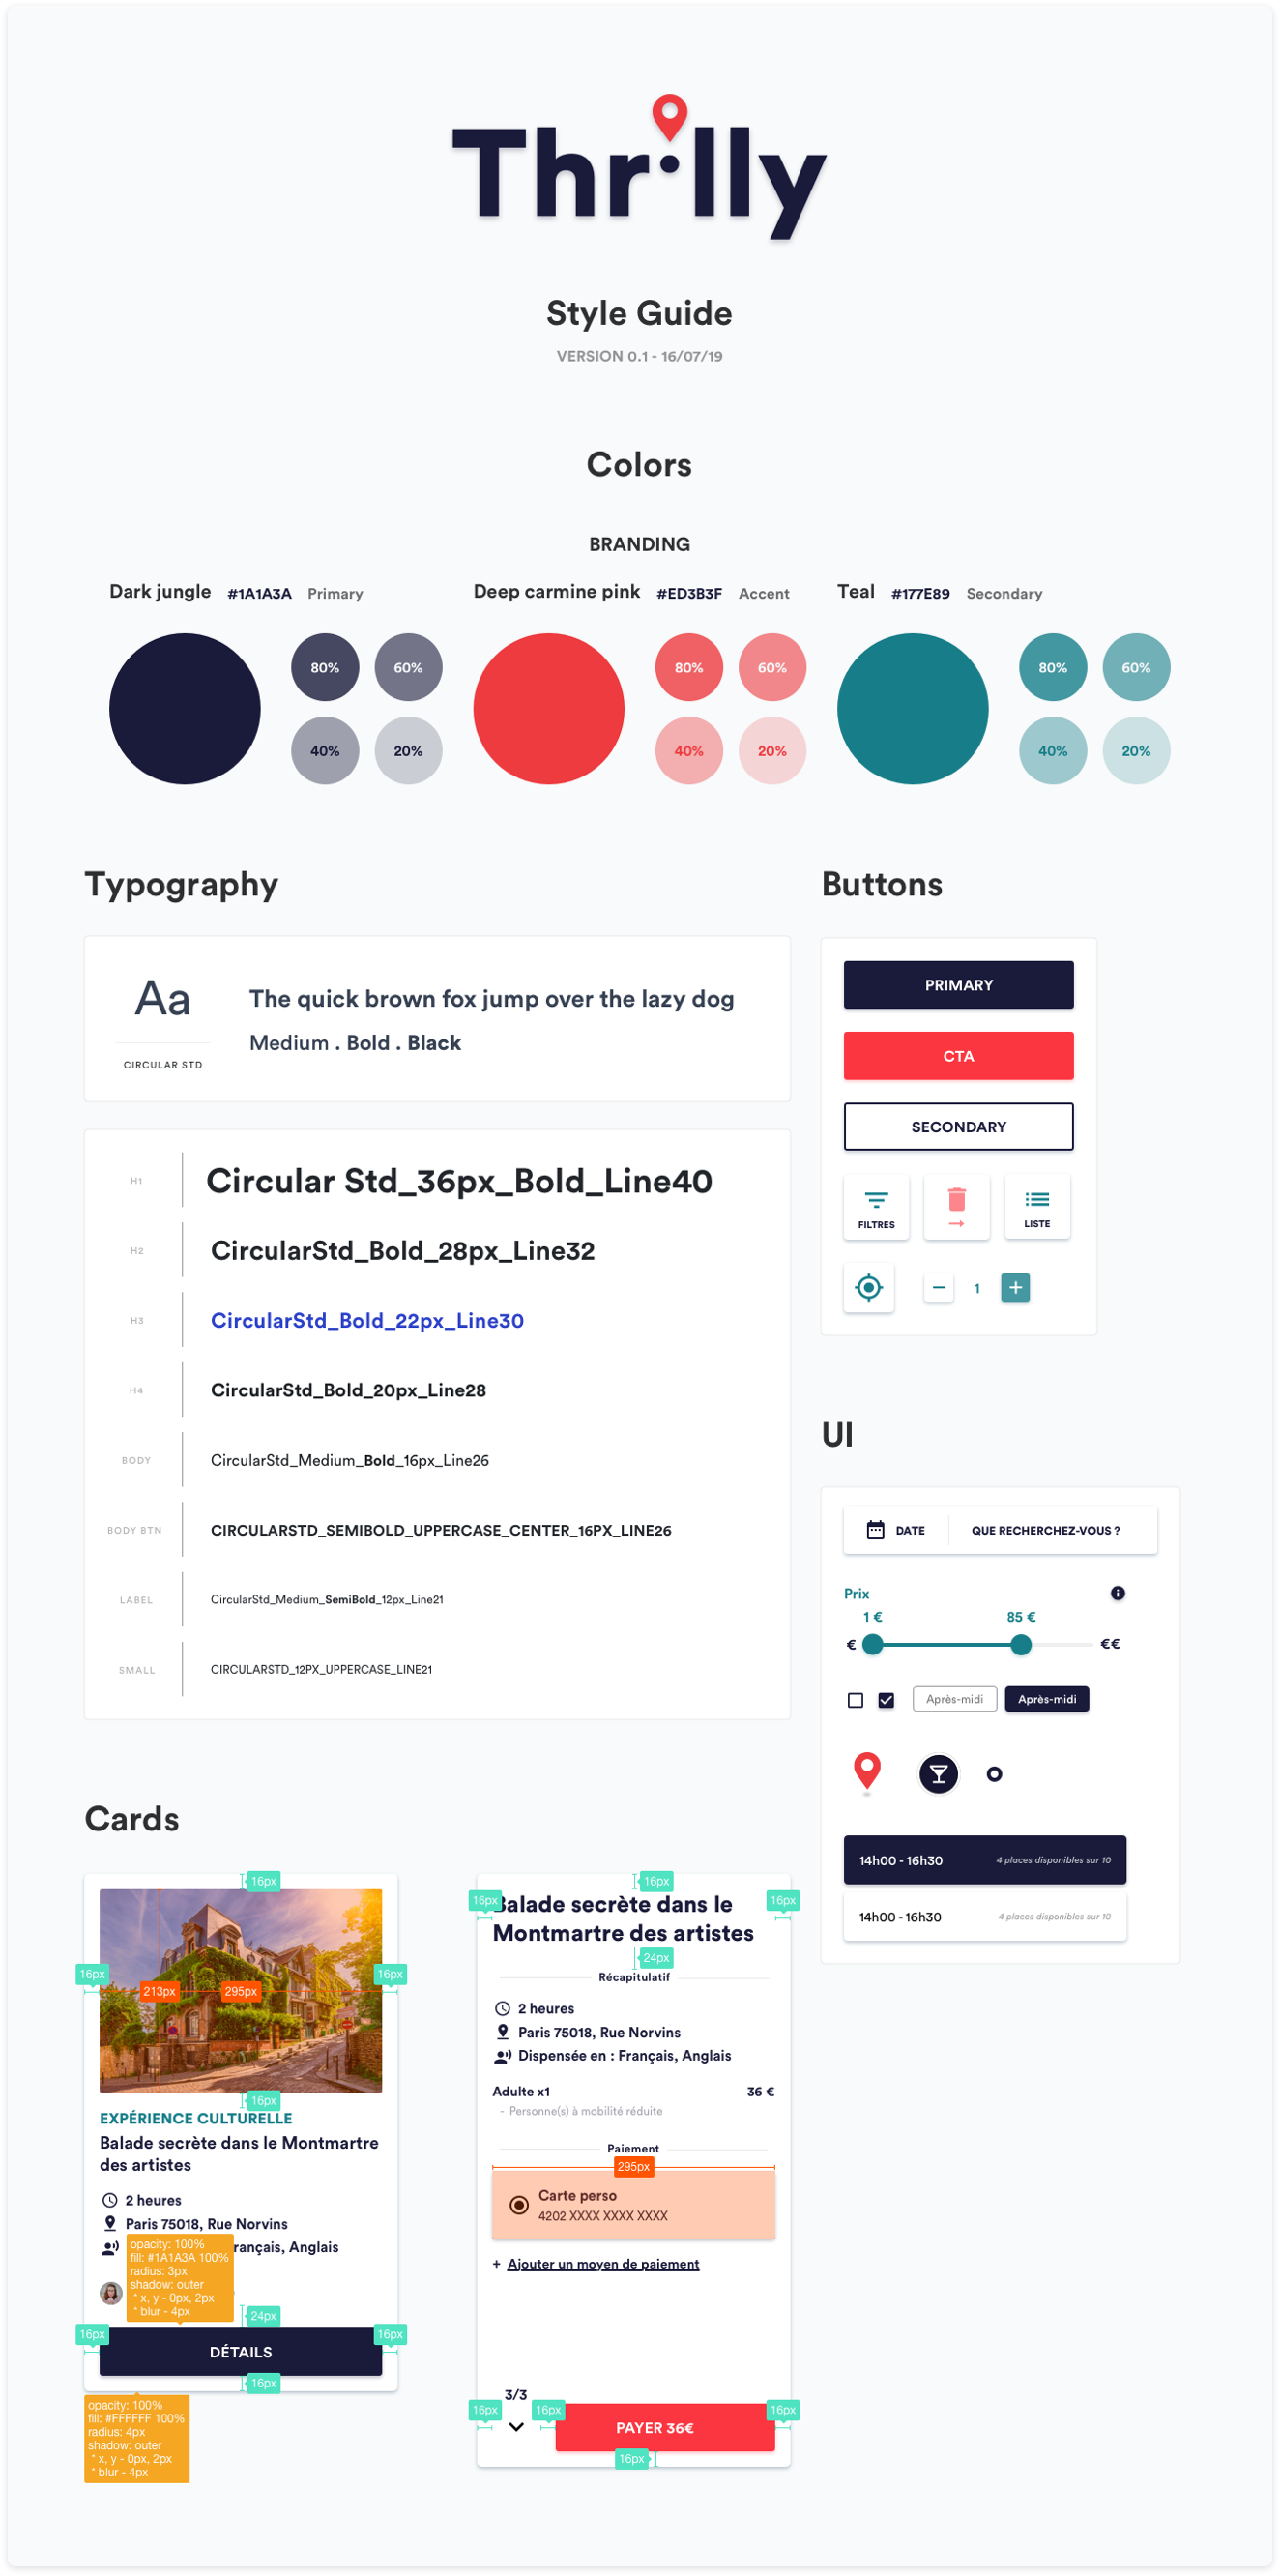 Thrilly
Style Guide
VERSION 0.1 - 16/07/19
Colors
BRANDING
Dark jungle #1A1A3A Primary
80% 60%
40% 20%
Deep carmine pink #ED3B3F Accent
80% 60%
40% 20%
Teal #177E89 Secondary
80% 60%
40% 20%
Typography
Aa
CIRCULAR STD
The quick brown fox jump over the lazy dog
Medium . Bold . Black
H1 Circular Std_36px_Bold_Line40
H2 CircularStd_Bold_28px_Line32
H3 CircularStd_Bold_22px_Line30
H4 CircularStd_Bold_20px_Line28
BODY CircularStd_Medium_Bold_16px_Line26
BODY BTN CIRCULARSTD_SEMIBOLD_UPPERCASE_CENTER_16PX_LINE26
LABEL CircularStd_Medium_SemiBold_12px_Line21
SMALL CIRCULARSTD_12PX_UPPERCASE_LINE21
Buttons
PRIMARY
CTA
SECONDARY
FILTRES
LISTE
1
UI
DATE QUE RECHERCHEZ-VOUS ?
Prix
1 € 85 €
€ €€
Après-midi Après-midi
14h00 - 16h30 4 places disponibles sur 10
14h00 - 16h30 4 places disponibles sur 10
Cards
16px
16px 16px
213px 295px
16px
EXPÉRIENCE CULTURELLE
Balade secrète dans le Montmartre
des artistes
2 heures
Paris 75018, Rue Norvins
rançais, Anglais
opacity: 100%
fill: #1A1A3A 100%
radius: 3px
shadow: outer
* x, y - 0px, 2px
* blur - 4px
24px
16px 16px
DÉTAILS
16px
opacity: 100%
fill: #FFFFFF 100%
radius: 4px
shadow: outer
* x, y - 0px, 2px
* blur - 4px
16px
16px 16px
Balade secrète dans le
Montmartre des artistes
24px
Récapitulatif
2 heures
Paris 75018, Rue Norvins
Dispensée en : Français, Anglais
Adulte x1 36 €
- Personne(s) à mobilité réduite
Paiement
295px
Carte perso
4202 XXXX XXXX XXXX
+ Ajouter un moyen de paiement
3/3
16px 16px 16px
PAYER 36€
16px